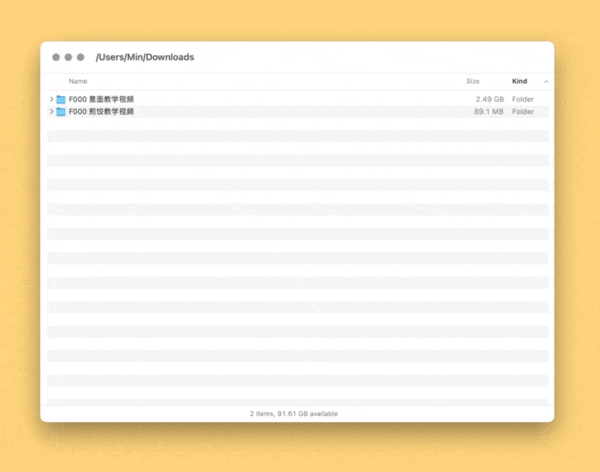 /Users/Min/Downloads
Name Size Kind
F000 意面教学视频 2.49 GB Folder
F000 煎饺教学视频 89.1 MB Folder
2 items, 91.61 GB available